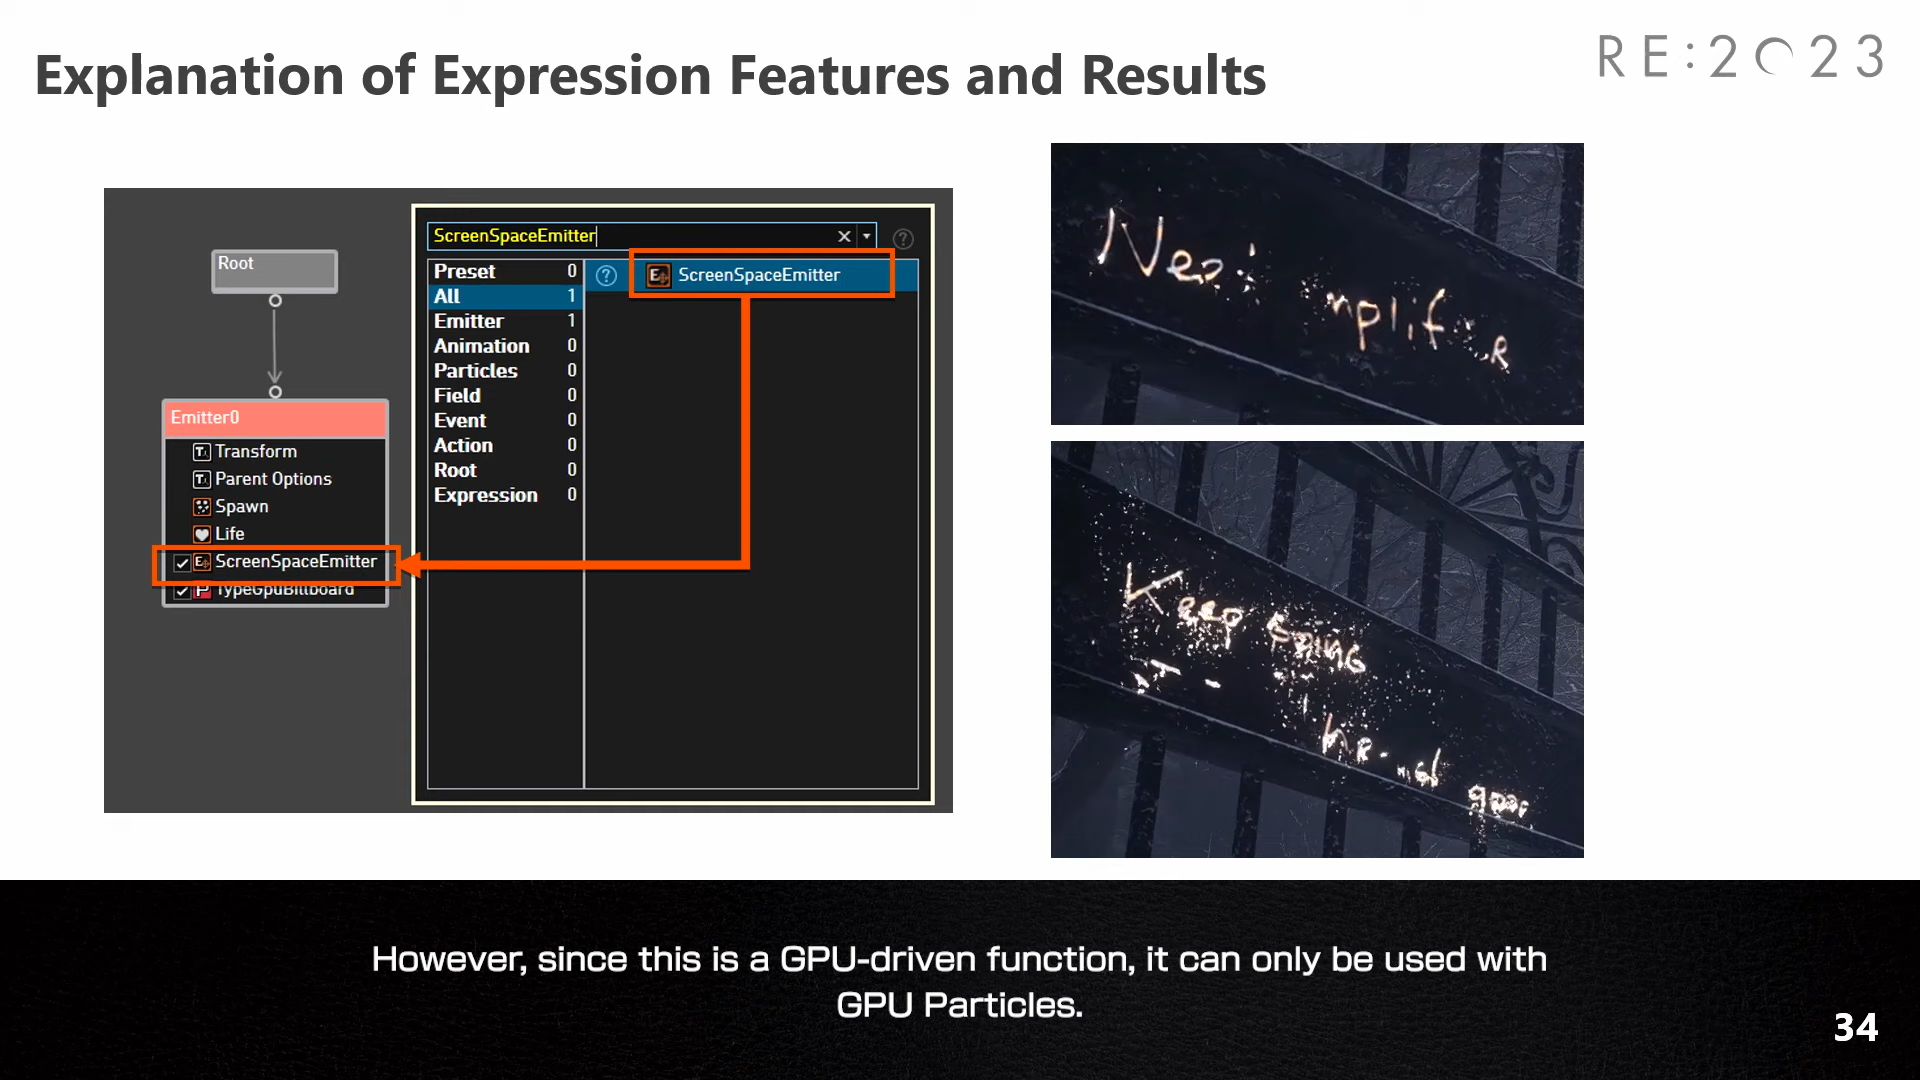 Explanation of Expression Features and Results
RE:2023
Root
Emitter0
Transform
Parent Options
Spawn
Life
ScreenSpaceEmitter
TypeGpuBillboard
ScreenSpaceEmitter
Preset 0
All 1
Emitter 1
Animation 0
Particles 0
Field 0
Event 0
Action 0
Root 0
Expression 0
ScreenSpaceEmitter
Keep going
However, since this is a GPU-driven function, it can only be used with
GPU Particles.
34